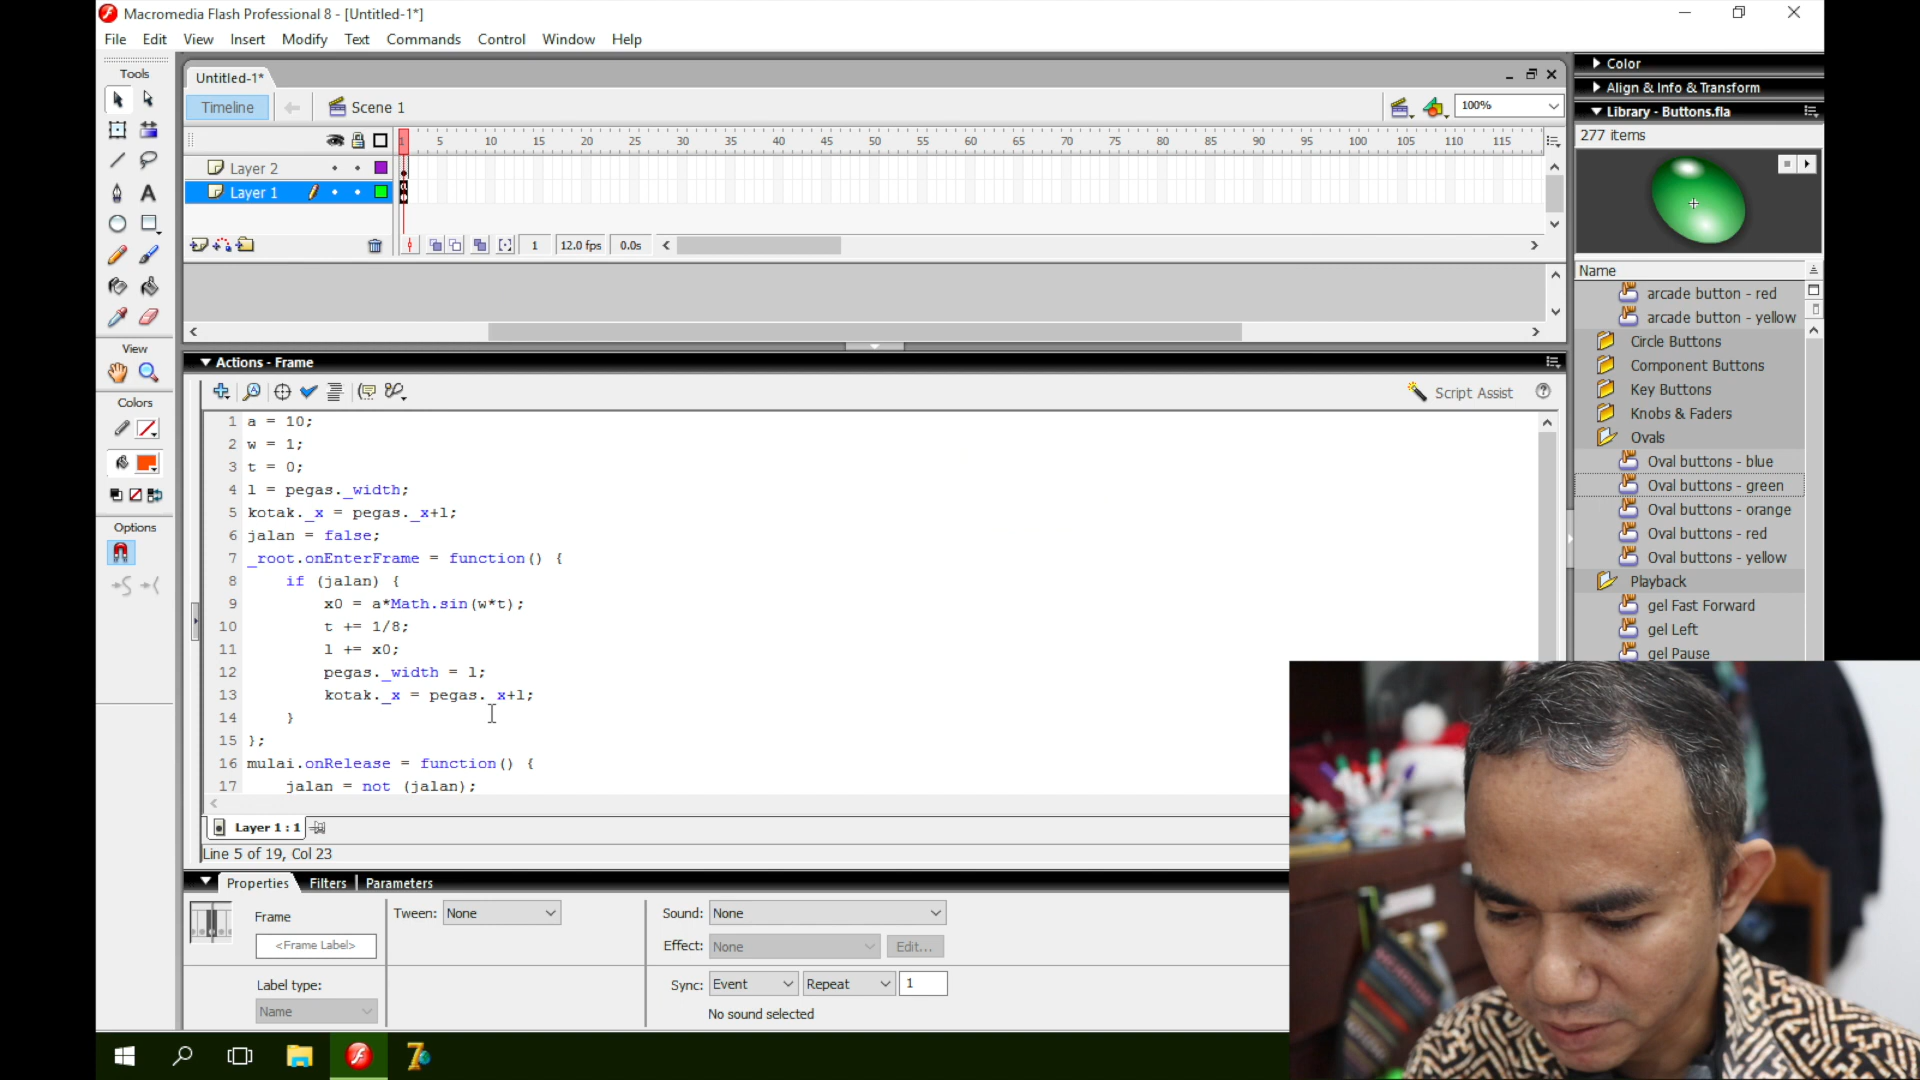 Macromedia Flash Professional 8 - [Untitled-1*]
File Edit View Insert Modify Text Commands Control Window Help
Tools
View
Colors
Options
Untitled-1*
Timeline
Scene 1
100%
1 5 10 15 20 25 30 35 40 45 50 55 60 65 70 75 80 85 90 95 100 105 110 115
Layer 2
Layer 1
1 12.0 fps 0.0s
Actions - Frame
Script Assist
1 a = 10;
2 w = 1;
3 t = 0;
4 l = pegas._width;
5 kotak._x = pegas._x+l;
6 jalan = false;
7 _root.onEnterFrame = function() {
8 if (jalan) {
9 x0 = a*Math.sin(w*t);
10 t += 1/8;
11 l += x0;
12 pegas._width = l;
13 kotak._x = pegas._x+l;
14 }
15 };
16 mulai.onRelease = function() {
17 jalan = not (jalan);
Layer 1 : 1
Line 5 of 19, Col 23
Properties Filters Parameters
Frame
<Frame Label>
Label type:
Name
Tween: None
Sound: None
Effect: None Edit...
Sync: Event Repeat 1
No sound selected
Color
Align & Info & Transform
Library - Buttons.fla
277 items
Name
arcade button - red
arcade button - yellow
Circle Buttons
Component Buttons
Key Buttons
Knobs & Faders
Ovals
Oval buttons - blue
Oval buttons - green
Oval buttons - orange
Oval buttons - red
Oval buttons - yellow
Playback
gel Fast Forward
gel Left
gel Pause